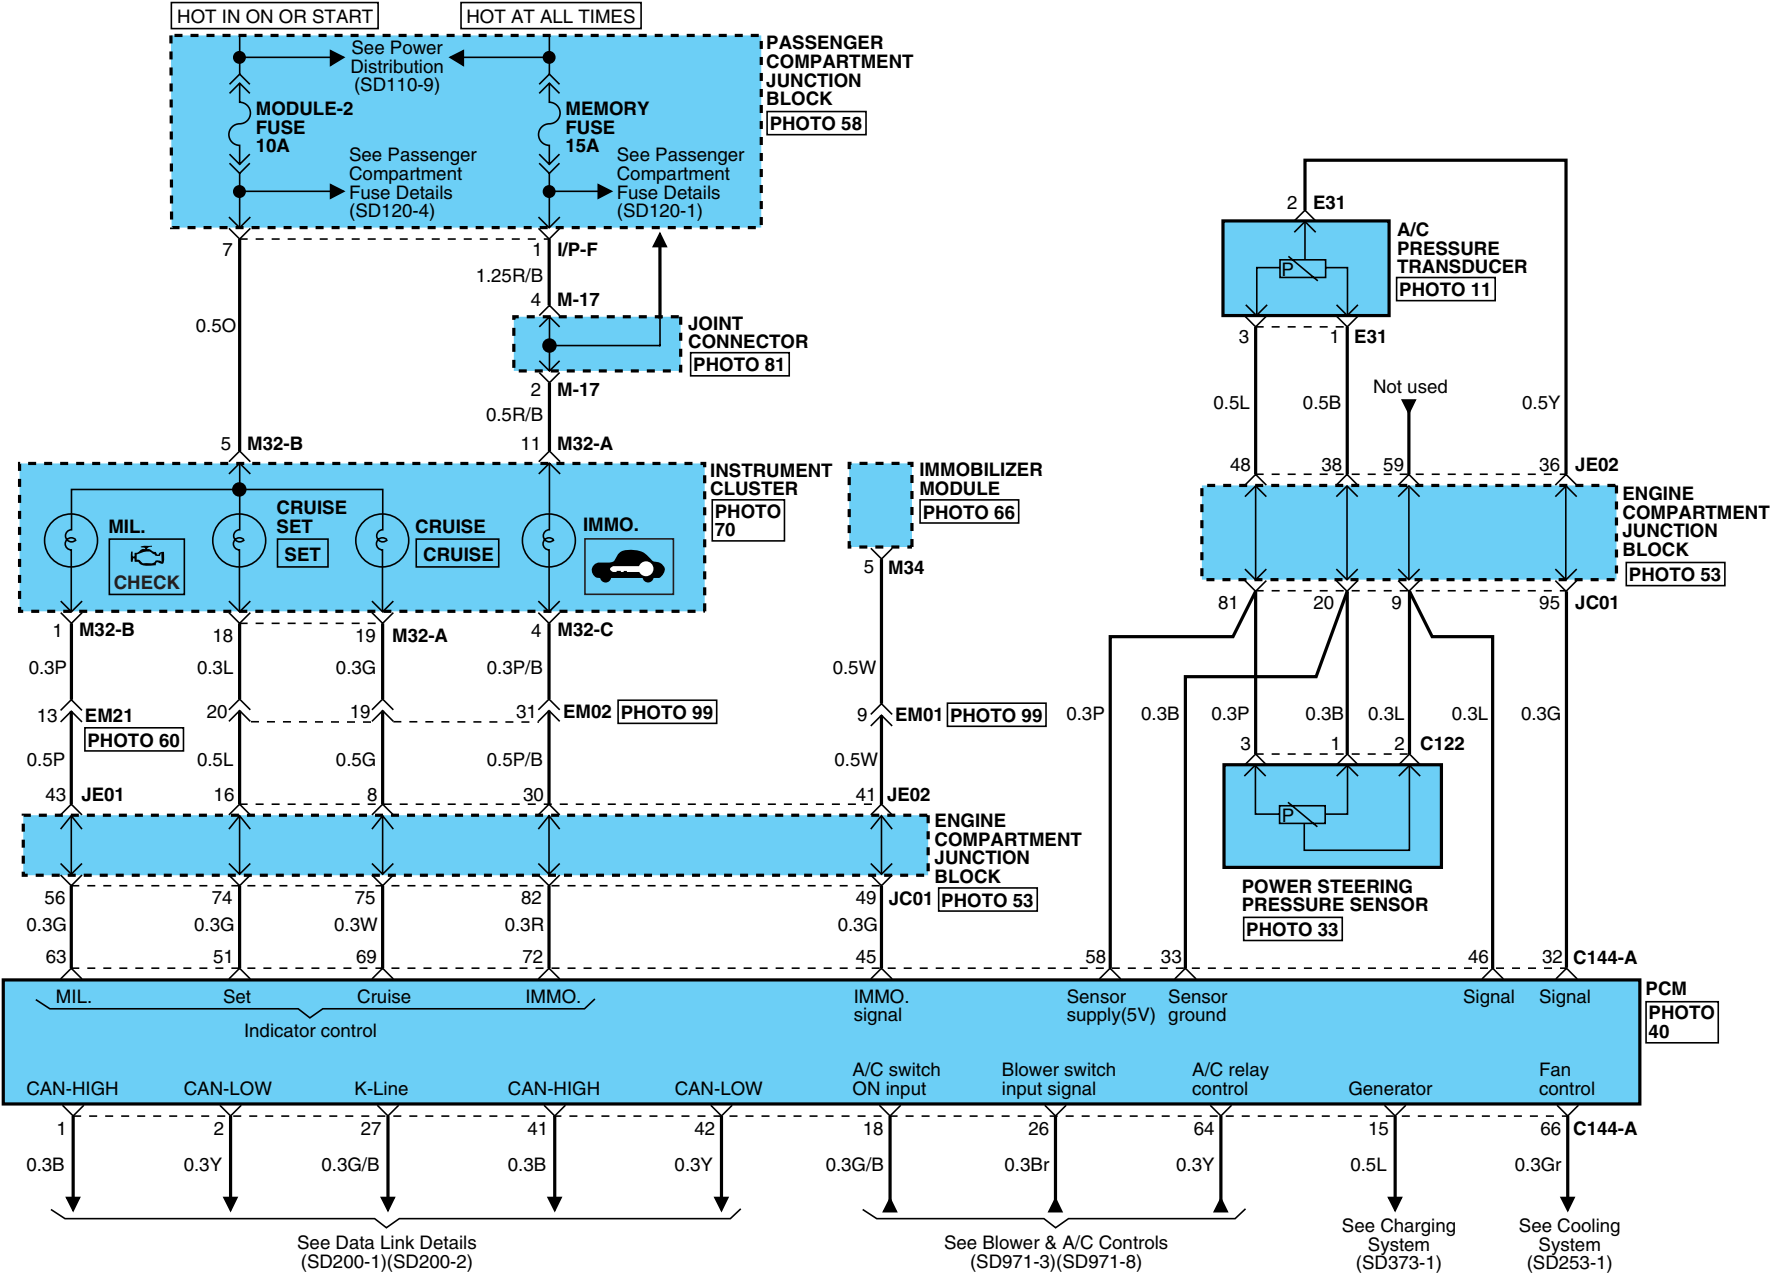 HOT IN ON OR START
HOT AT ALL TIMES
See Power
Distribution
(SD110-9)
MODULE-2
FUSE
10A
MEMORY
FUSE
15A
See Passenger
Compartment
Fuse Details
(SD120-4)
See Passenger
Compartment
Fuse Details
(SD120-1)
PASSENGER
COMPARTMENT
JUNCTION
BLOCK
PHOTO 58
7
1 I/P-F
1.25R/B
4 M-17
0.5O
JOINT
CONNECTOR
PHOTO 81
2 M-17
0.5R/B
5 M32-B
11 M32-A
MIL.
CHECK
CRUISE
SET
SET
CRUISE
CRUISE
IMMO.
INSTRUMENT
CLUSTER
PHOTO
70
IMMOBILIZER
MODULE
PHOTO 66
5 M34
1 M32-B
18
19 M32-A
4 M32-C
0.3P
0.3L
0.3G
0.3P/B
0.5W
13 EM21
PHOTO 60
20
19
31 EM02 PHOTO 99
9 EM01 PHOTO 99
0.5P
0.5L
0.5G
0.5P/B
0.5W
43 JE01
16
8
30
41 JE02
ENGINE
COMPARTMENT
JUNCTION
BLOCK
PHOTO 53
56
74
75
82
49 JC01
0.3G
0.3G
0.3W
0.3R
0.3G
63
51
69
72
45
2 E31
A/C
PRESSURE
TRANSDUCER
PHOTO 11
P
3
1 E31
Not used
0.5L
0.5B
0.5Y
48
38
59
36 JE02
ENGINE
COMPARTMENT
JUNCTION
BLOCK
PHOTO 53
81
20
9
95 JC01
0.3P
0.3B
0.3P
0.3B
0.3L
0.3L
0.3G
3
1
2 C122
P
POWER STEERING
PRESSURE SENSOR
PHOTO 33
58
33
46
32 C144-A
PCM
PHOTO
40
MIL.
Set
Cruise
IMMO.
Indicator control
IMMO.
signal
Sensor
supply(5V)
Sensor
ground
Signal
Signal
CAN-HIGH
CAN-LOW
K-Line
CAN-HIGH
CAN-LOW
A/C switch
ON input
Blower switch
input signal
A/C relay
control
Generator
Fan
control
1
2
27
41
42
18
26
64
15
66 C144-A
0.3B
0.3Y
0.3G/B
0.3B
0.3Y
0.3G/B
0.3Br
0.3Y
0.5L
0.3Gr
See Data Link Details
(SD200-1)(SD200-2)
See Blower & A/C Controls
(SD971-3)(SD971-8)
See Charging
System
(SD373-1)
See Cooling
System
(SD253-1)